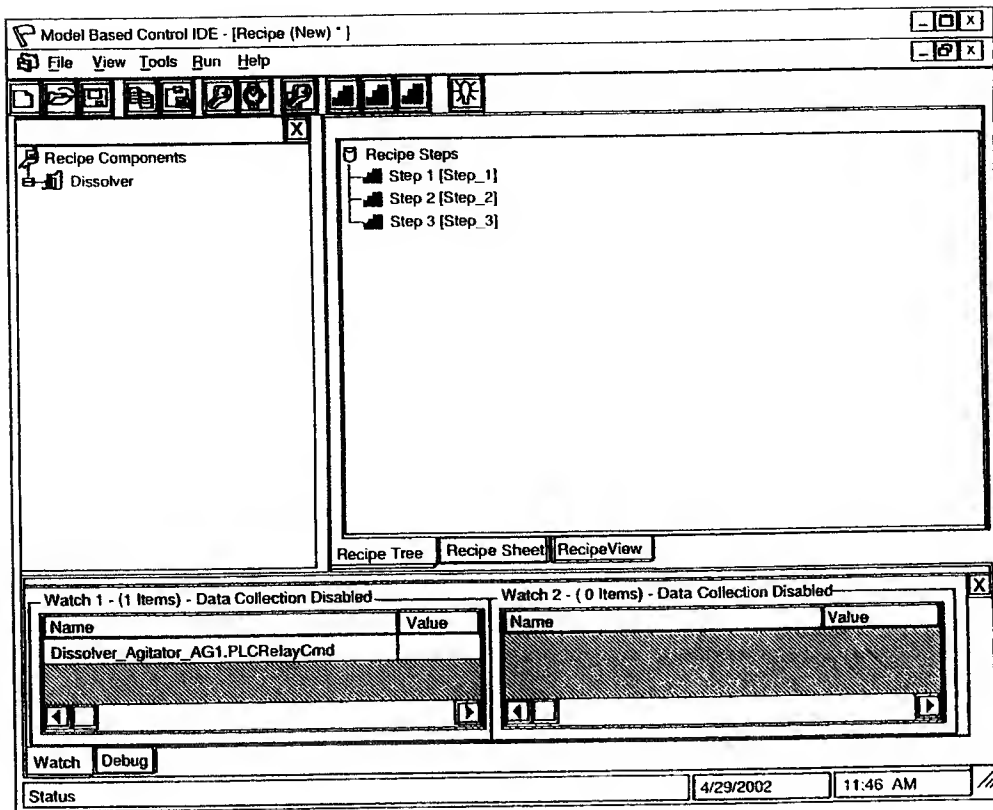 Model Based Control IDE - [Recipe (New) * ]
File View Tools Run Help
Recipe Components
Dissolver
Recipe Steps
Step 1 [Step_1]
Step 2 [Step_2]
Step 3 [Step_3]
Recipe Tree Recipe Sheet RecipeView
Watch 1 - (1 Items) - Data Collection Disabled
Name Value
Dissolver_Agitator_AG1.PLCRelayCmd
Watch 2 - ( 0 Items) - Data Collection Disabled
Name Value
Watch Debug
Status 4/29/2002 11:46 AM